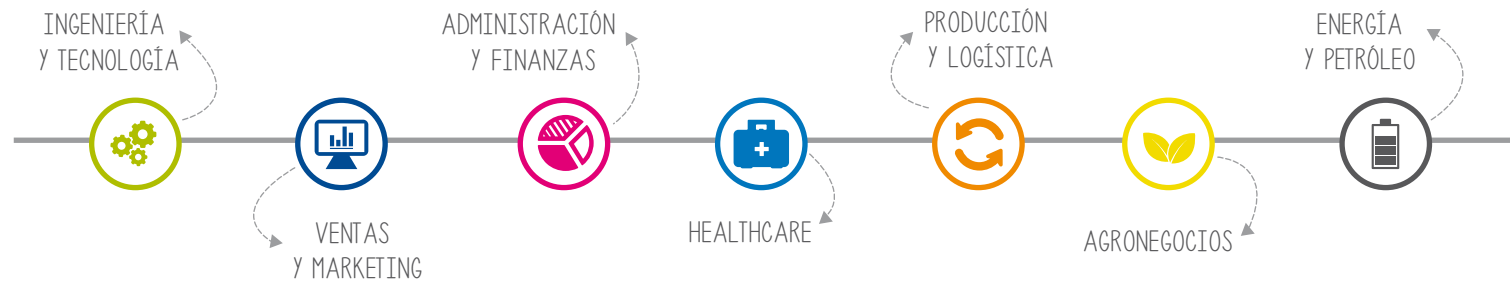 INGENIERÍA
Y TECNOLOGÍA
VENTAS
Y MARKETING
ADMINISTRACIÓN
Y FINANZAS
HEALTHCARE
PRODUCCIÓN
Y LOGÍSTICA
AGRONEGOCIOS
ENERGÍA
Y PETRÓLEO